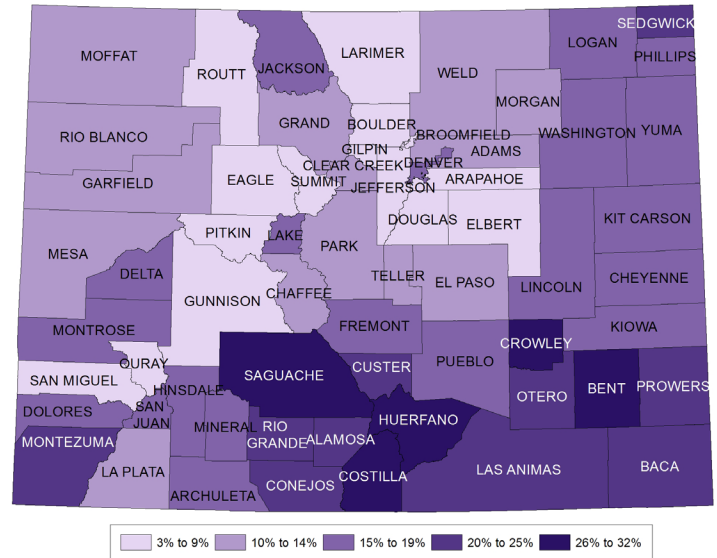 SEDGWICK
MOFFAT
ROUTT
JACKSON
LARIMER
WELD
LOGAN
PHILLIPS
MORGAN
RIO BLANCO
GRAND
BOULDER
BROOMFIELD
WASHINGTON
YUMA
GILPIN
ADAMS
CLEAR CREEK
DENVER
GARFIELD
EAGLE
SUMMIT
JEFFERSON
ARAPAHOE
DOUGLAS
ELBERT
KIT CARSON
PITKIN
LAKE
MESA
PARK
DELTA
TELLER
EL PASO
CHEYENNE
LINCOLN
GUNNISON
CHAFFEE
MONTROSE
FREMONT
KIOWA
CROWLEY
OURAY
PUEBLO
CUSTER
SAN MIGUEL
SAGUACHE
HINSDALE
OTERO
BENT
PROWERS
DOLORES
SAN
JUAN
MINERAL
RIO
GRANDE
ALAMOSA
HUERFANO
MONTEZUMA
LA PLATA
ARCHULETA
CONEJOS
COSTILLA
LAS ANIMAS
BACA
3% to 9%
10% to 14%
15% to 19%
20% to 25%
26% to 32%